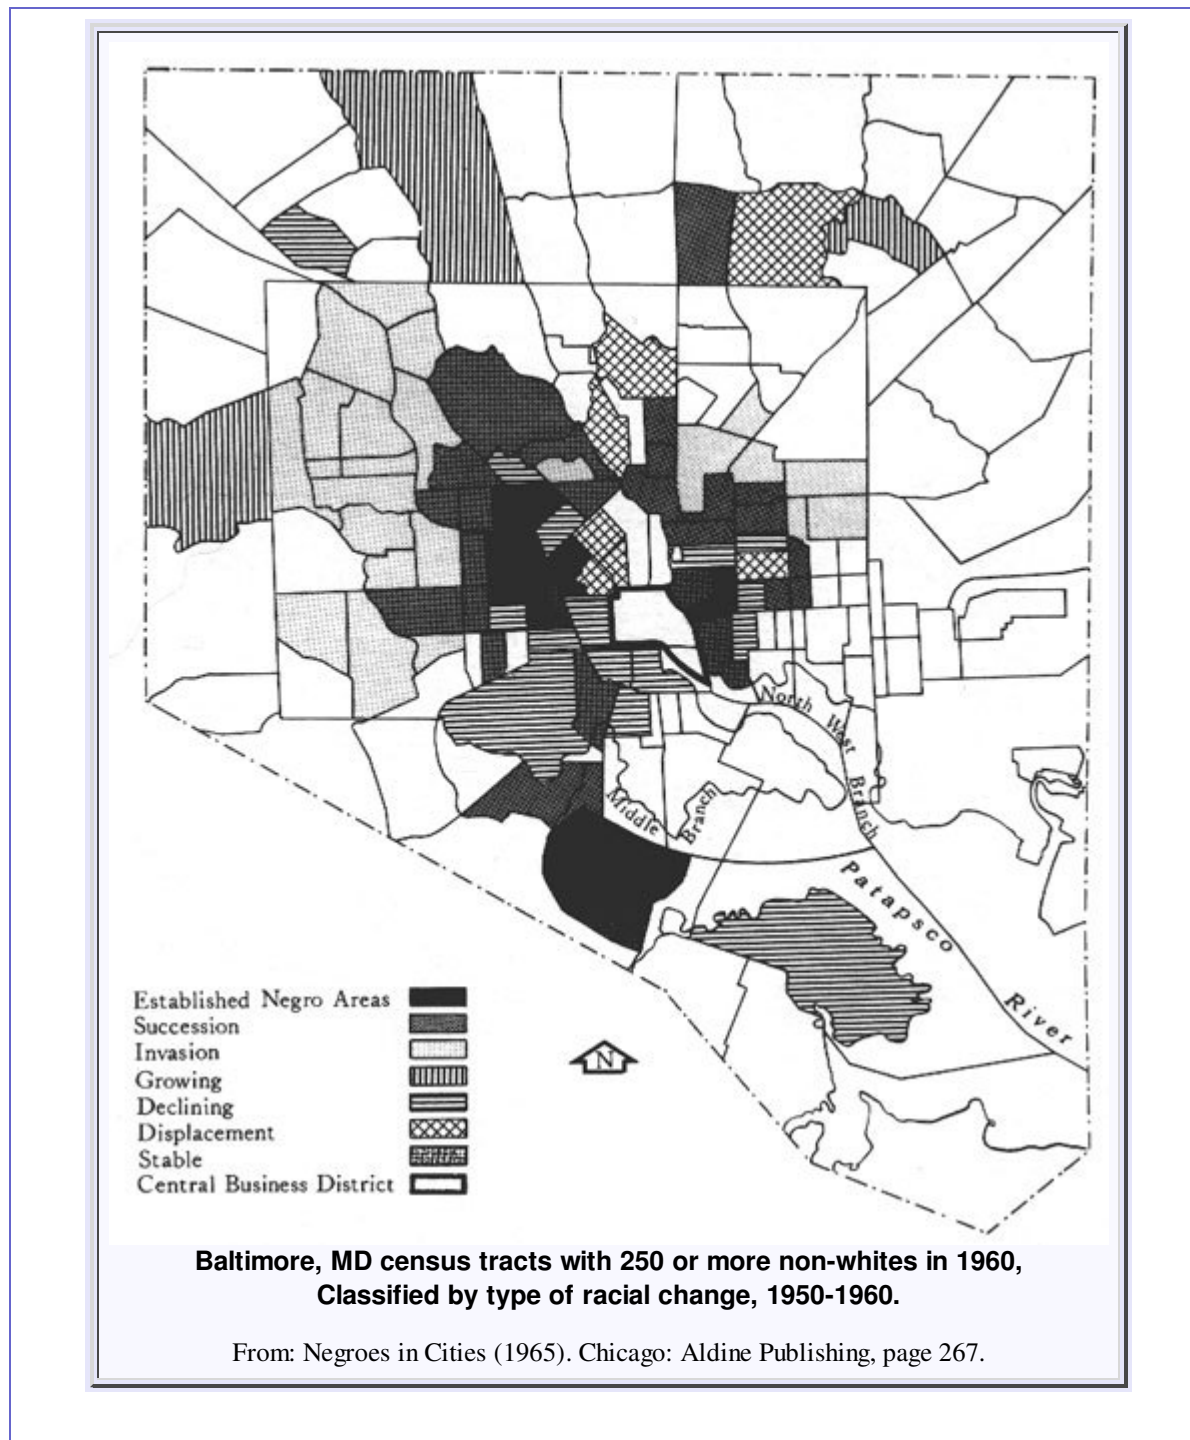 North West
Branch
Middle
Branch
Patapsco
River
Established Negro Areas
Succession
Invasion
Growing
Declining
Displacement
Stable
Central Business District
N
Baltimore, MD census tracts with 250 or more non-whites in 1960,
Classified by type of racial change, 1950-1960.
From: Negroes in Cities (1965). Chicago: Aldine Publishing, page 267.